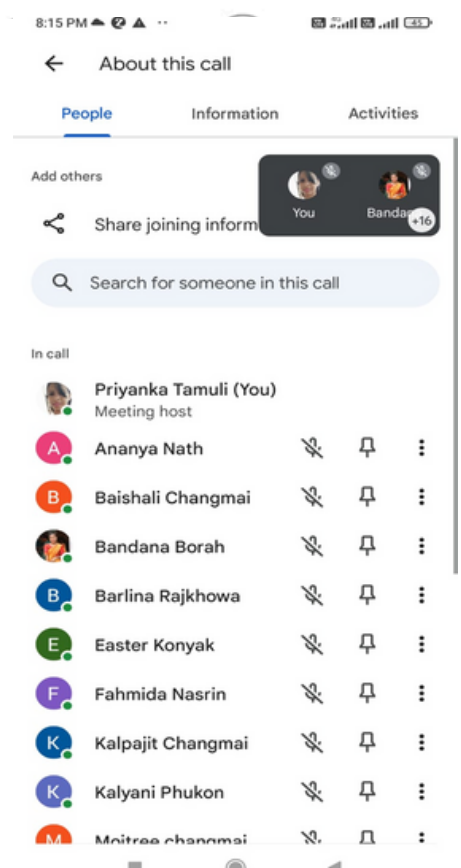 8:15 PM
45
About this call
People Information Activities
Add others
You Bandar
+16
Share joining inform
Search for someone in this call
In call
Priyanka Tamuli (You)
Meeting host
A Ananya Nath
B Baishali Changmai
Bandana Borah
B Barlina Rajkhowa
E Easter Konyak
F Fahmida Nasrin
K Kalpajit Changmai
K Kalyani Phukon
M Moitree changmai